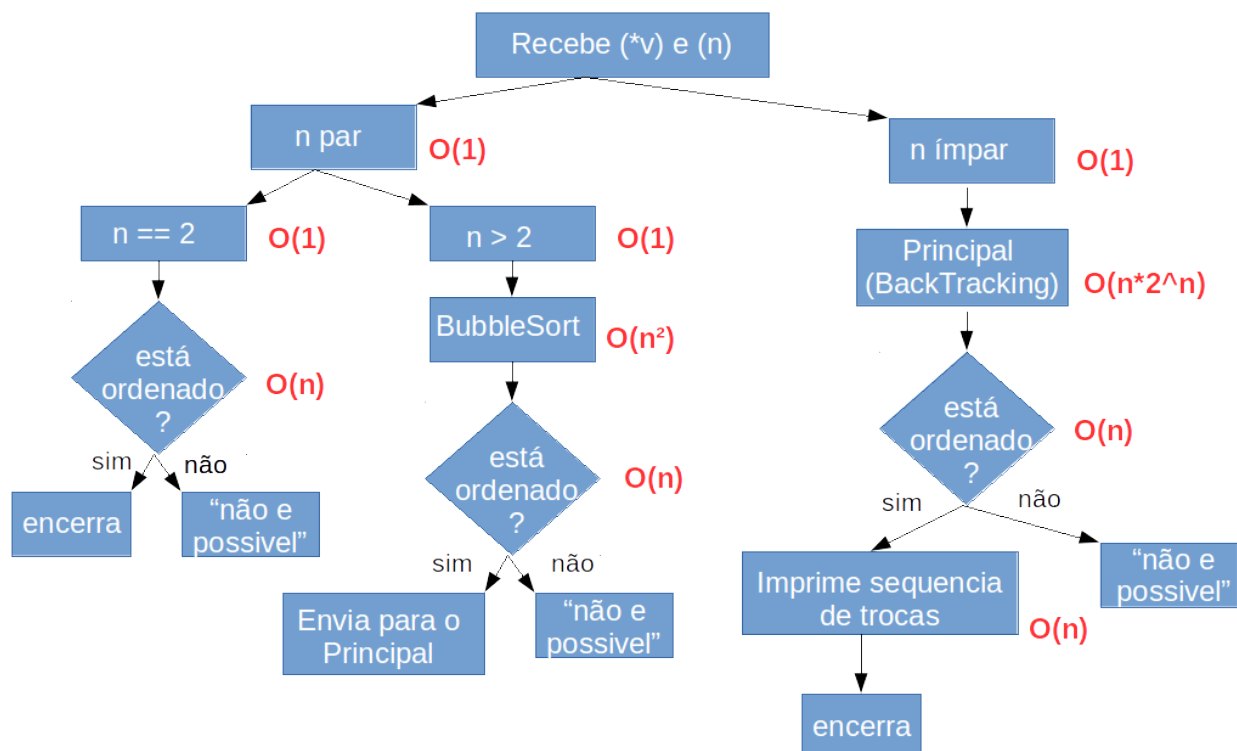 Recebe (*v) e (n)
n par
O(1)
n ímpar
O(1)
n == 2
O(1)
n > 2
O(1)
Principal
(BackTracking)
O(n*2^n)
BubbleSort
O(n²)
está
ordenado
?
O(n)
está
ordenado
?
O(n)
está
ordenado
?
O(n)
sim
não
encerra
“não e
possivel”
sim
não
Envia para o
Principal
“não e
possivel”
sim
não
Imprime sequencia
de trocas
O(n)
“não e
possivel”
encerra